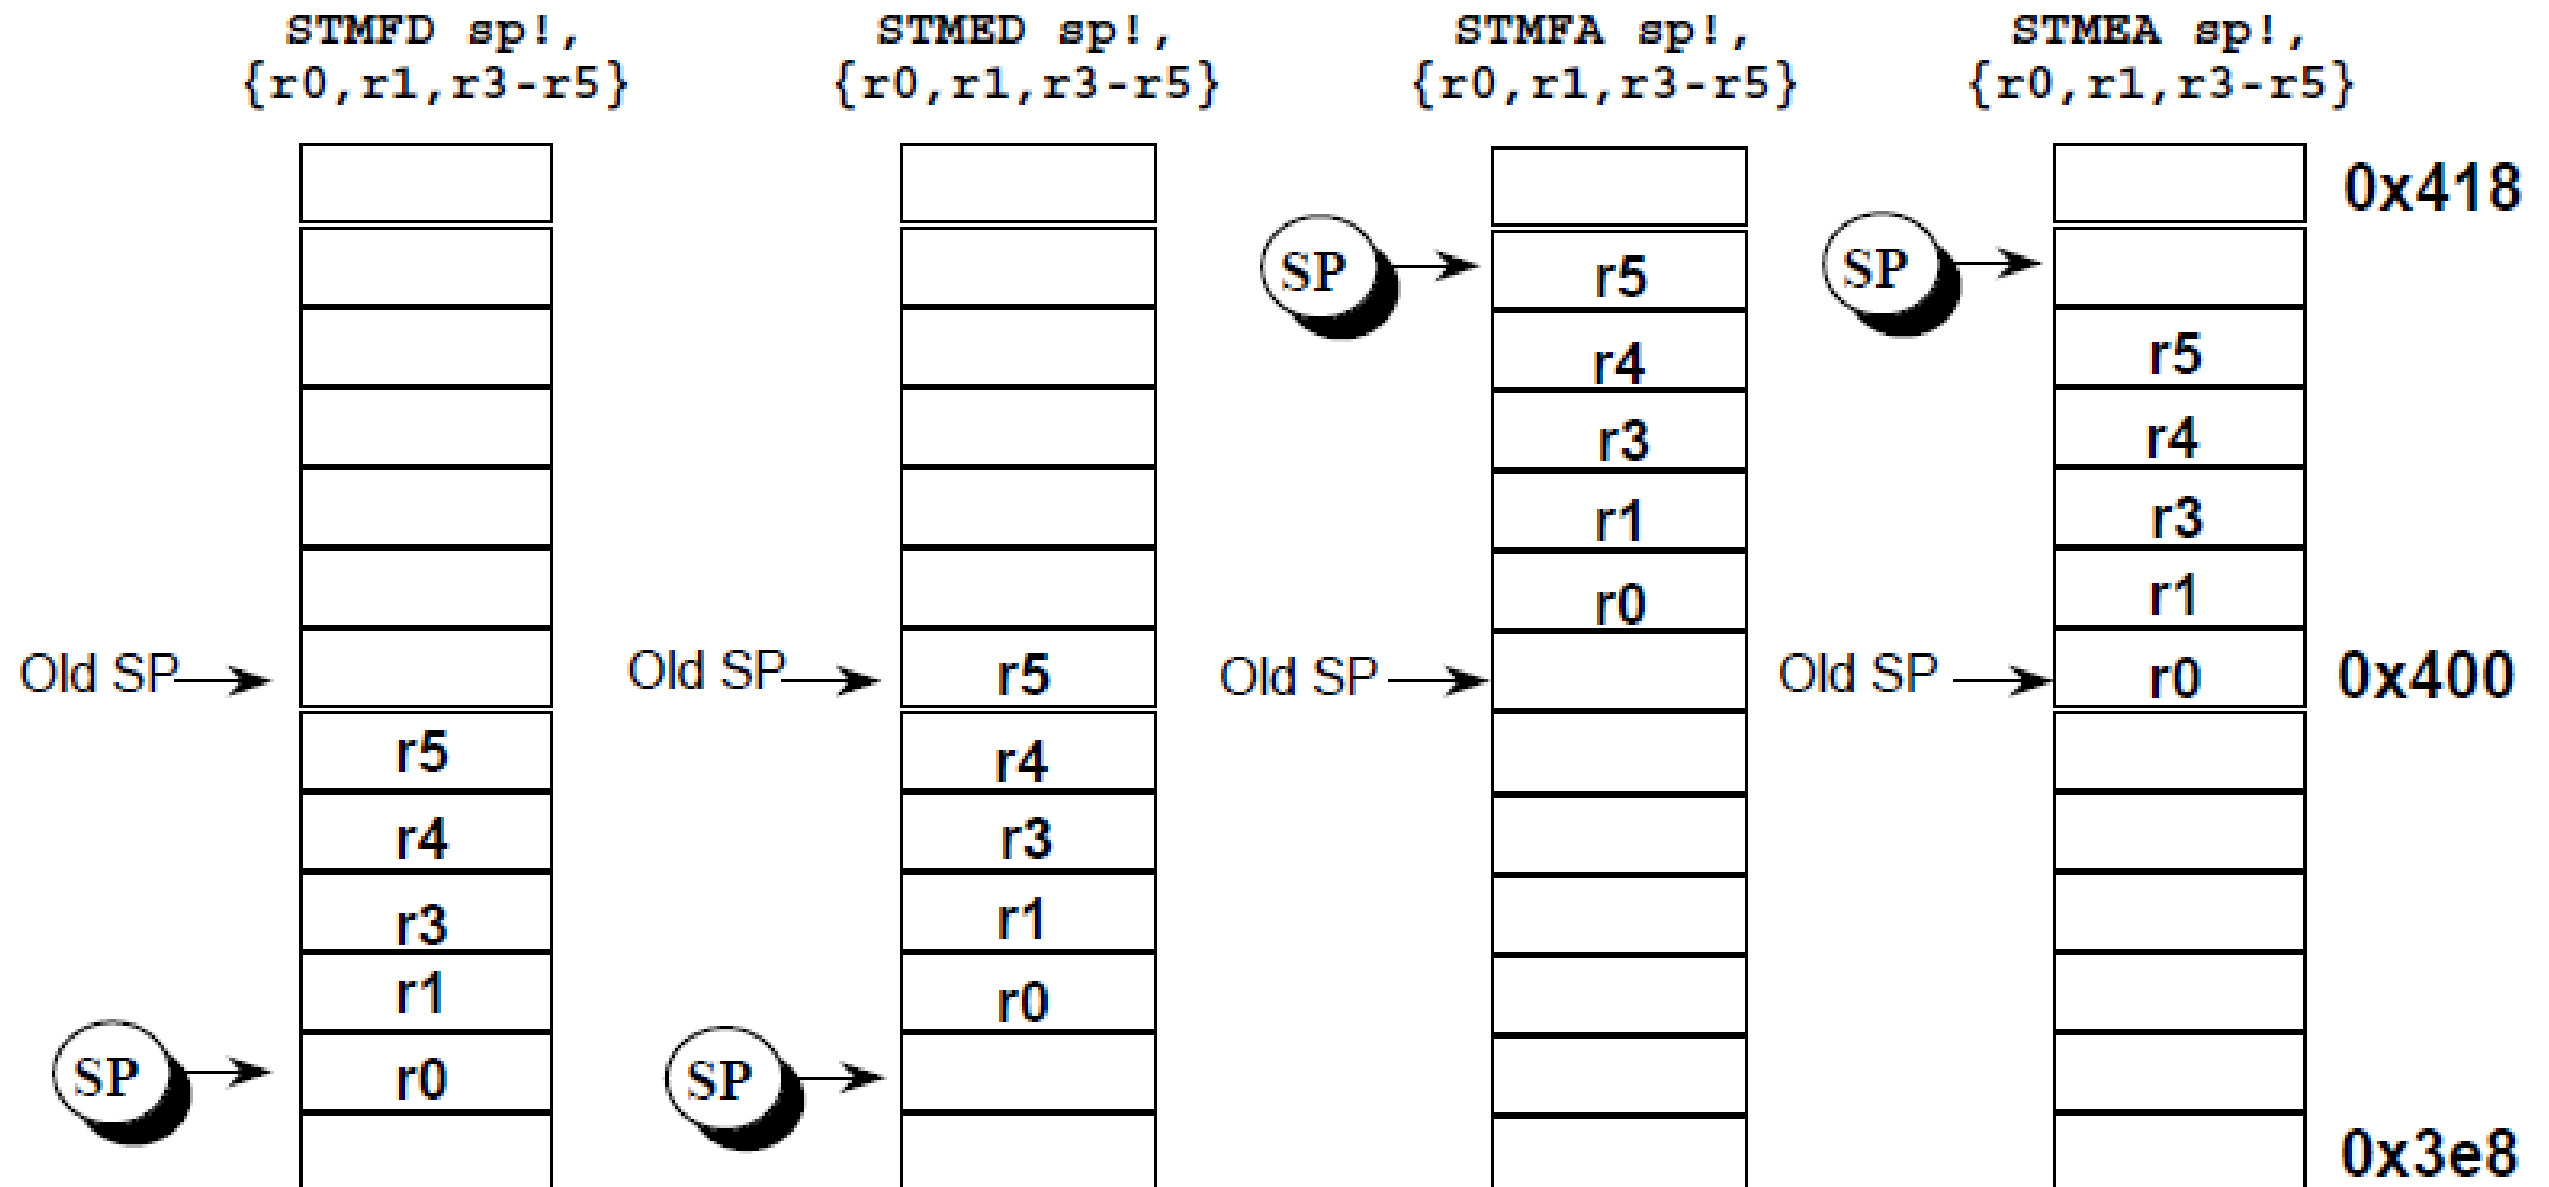 STMFD sp!,
{r0,r1,r3-r5}
STMED sp!,
{r0,r1,r3-r5}
STMFA sp!,
{r0,r1,r3-r5}
STMEA sp!,
{r0,r1,r3-r5}
Old SP
r5
r4
r3
r1
SP
r0
Old SP
r5
r4
r3
r1
r0
SP
SP
r5
r4
r3
r1
r0
Old SP
SP
r5
r4
r3
r1
Old SP
r0
0x418
0x400
0x3e8